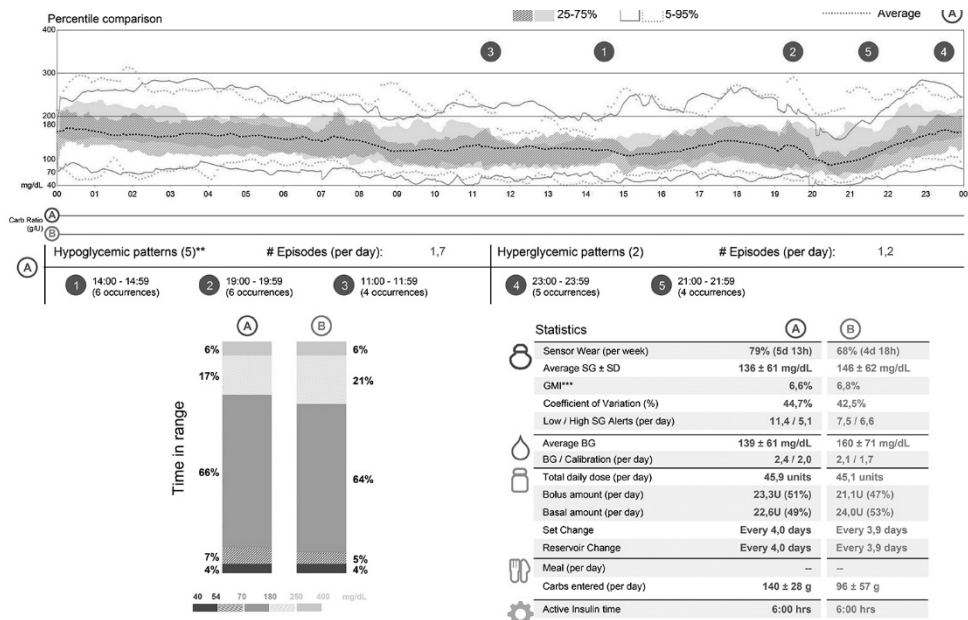 Percentile comparison
25-75% 5-95% Average A
400
300
200
180
100
70
mg/dL 40
3 1 2 5 4
00 01 02 03 04 05 06 07 08 09 10 11 12 13 14 15 16 17 18 19 20 21 22 23 00
Carb Ratio
(g/U)
A
B
A
Hypoglycemic patterns (5)** # Episodes (per day): 1,7
1 14:00 - 14:59
(6 occurrences)
2 19:00 - 19:59
(6 occurrences)
3 11:00 - 11:59
(4 occurrences)
Hyperglycemic patterns (2) # Episodes (per day): 1,2
4 23:00 - 23:59
(5 occurrences)
5 21:00 - 21:59
(4 occurrences)
Time in range
A B
6% 6%
17% 21%
66% 64%
7% 5%
4% 4%
40 54 70 180 250 400 mg/dL
Statistics A B
Sensor Wear (per week) 79% (5d 13h) 68% (4d 18h)
Average SG ± SD 136 ± 61 mg/dL 146 ± 62 mg/dL
GMI*** 6,6% 6,8%
Coefficient of Variation (%) 44,7% 42,5%
Low / High SG Alerts (per day) 11,4 / 5,1 7,5 / 6,6
Average BG 139 ± 61 mg/dL 160 ± 71 mg/dL
BG / Calibration (per day) 2,4 / 2,0 2,1 / 1,7
Total daily dose (per day) 45,9 units 45,1 units
Bolus amount (per day) 23,3U (51%) 21,1U (47%)
Basal amount (per day) 22,6U (49%) 24,0U (53%)
Set Change Every 4,0 days Every 3,9 days
Reservoir Change Every 4,0 days Every 3,9 days
Meal (per day) -- --
Carbs entered (per day) 140 ± 28 g 96 ± 57 g
Active Insulin time 6:00 hrs 6:00 hrs